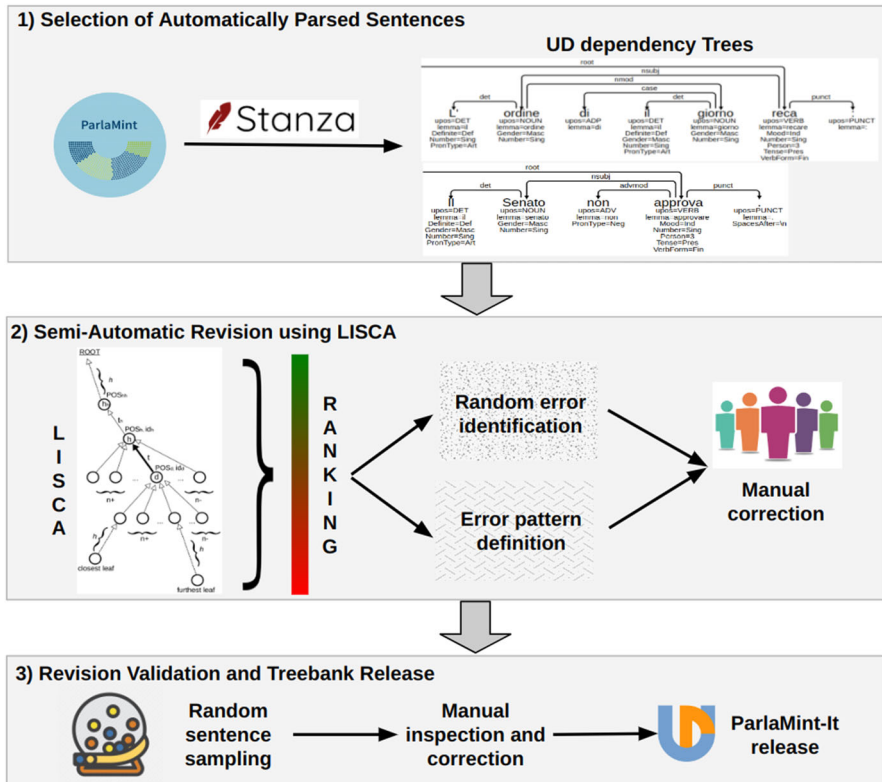 1) Selection of Automatically Parsed Sentences
UD dependency Trees
ParlaMint
Stanza
root
nsubj
nmod
case
det
det
punct
L' ordine di il giorno reca :
upos=DET upos=NOUN upos=ADP upos=DET upos=NOUN upos=VERB upos=PUNCT
lemma=il lemma=ordine lemma=di lemma=il lemma=giorno lemma=recare lemma=:
Definite=Def Gender=Masc Definite=Def Gender=Masc Mood=Ind
Number=Sing Number=Sing Gender=Masc Number=Sing Number=Sing
PronType=Art Number=Sing Person=3
PronType=Art Tense=Pres
VerbForm=Fin
root
nsubj
det
advmod
punct
Il Senato non approva .
upos=DET upos=NOUN upos=ADV upos=VERB upos=PUNCT
lemma=il lemma=senato lemma=non lemma=approvare lemma=.
Definite=Def Gender=Masc PronType=Neg Mood=Ind SpacesAfter=\n
Gender=Masc Number=Sing Number=Sing
Number=Sing Person=3
PronType=Art Tense=Pres
VerbForm=Fin
2) Semi-Automatic Revision using LISCA
LISCA
ROOT
h
POS
h
POS
h
t
POS
d
n+
n-
n+
n-
h
h
closest leaf
furthest leaf
RANKING
Random error
identification
Error pattern
definition
Manual
correction
3) Revision Validation and Treebank Release
Random
sentence
sampling
Manual
inspection and
correction
ParlaMint-It
release